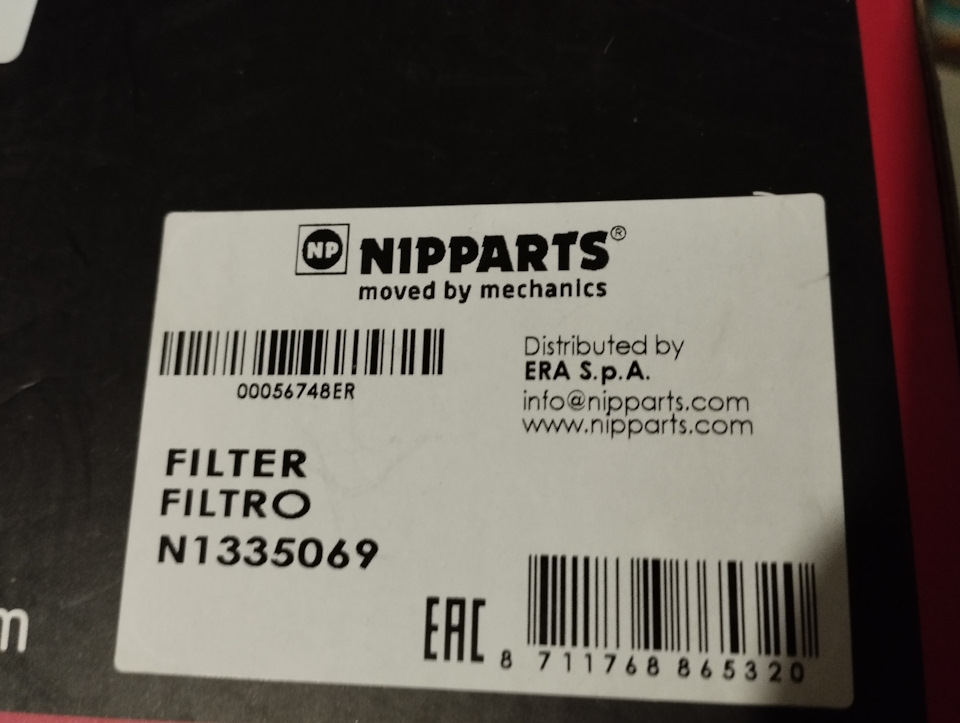 NP NIPPARTS®
moved by mechanics
00056748ER
Distributed by
ERA S.p.A.
info@nipparts.com
www.nipparts.com
FILTER
FILTRO
N1335069
EAC
8 711768 865320
m